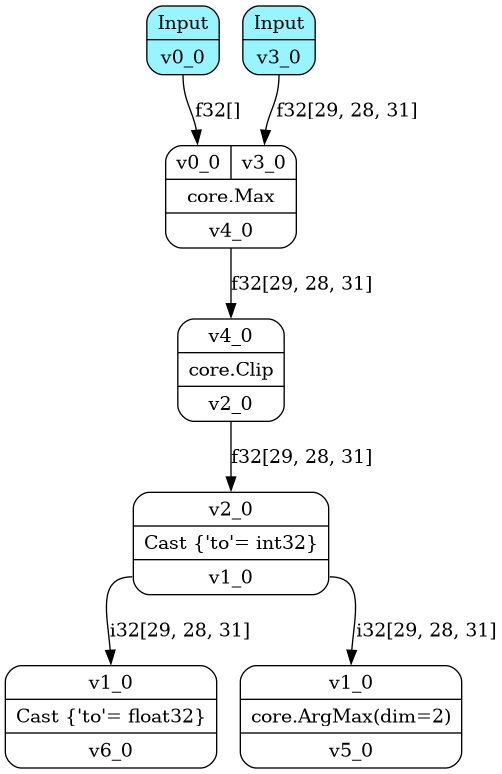 Input
v0_0
Input
v3_0
f32[]
f32[29, 28, 31]
v0_0
v3_0
core.Max
v4_0
f32[29, 28, 31]
v4_0
core.Clip
v2_0
f32[29, 28, 31]
v2_0
Cast {'to'= int32}
v1_0
i32[29, 28, 31]
i32[29, 28, 31]
v1_0
Cast {'to'= float32}
v6_0
v1_0
core.ArgMax(dim=2)
v5_0